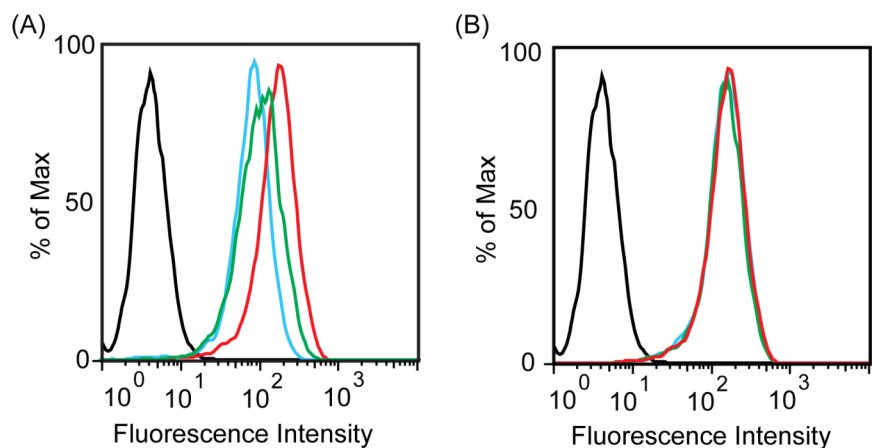 (A)
100
50
0
% of Max
10^0 10^1 10^2 10^3
Fluorescence Intensity
(B)
100
50
0
% of Max
10^0 10^1 10^2 10^3
Fluorescence Intensity